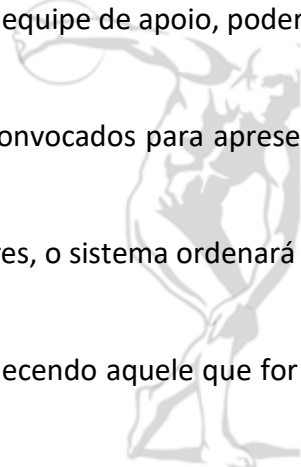 equipe de apoio, poder
onvocados para aprese
es, o sistema ordenará
ecendo aquele que for